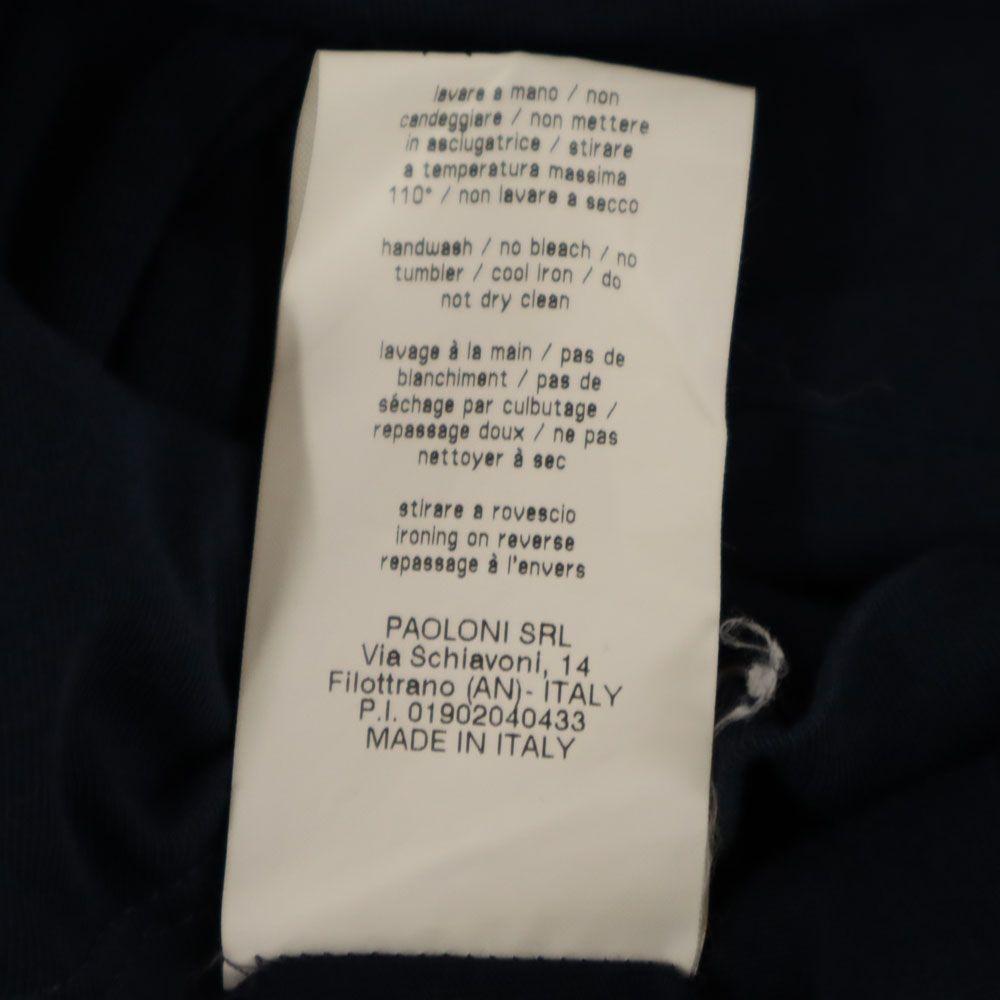 lavare a mano / non
candeggiare / non mettere
in asciugatrice / stirare
a temperatura massima
110° / non lavare a secco
handwash / no bleach / no
tumbler / cool iron / do
not dry clean
lavage à la main / pas de
blanchiment / pas de
séchage par culbutage /
repassage doux / ne pas
nettoyer à sec
stirare a rovescio
ironing on reverse
repassage à l'envers
PAOLONI SRL
Via Schiavoni, 14
Filottrano (AN)- ITALY
P.I. 01902040433
MADE IN ITALY